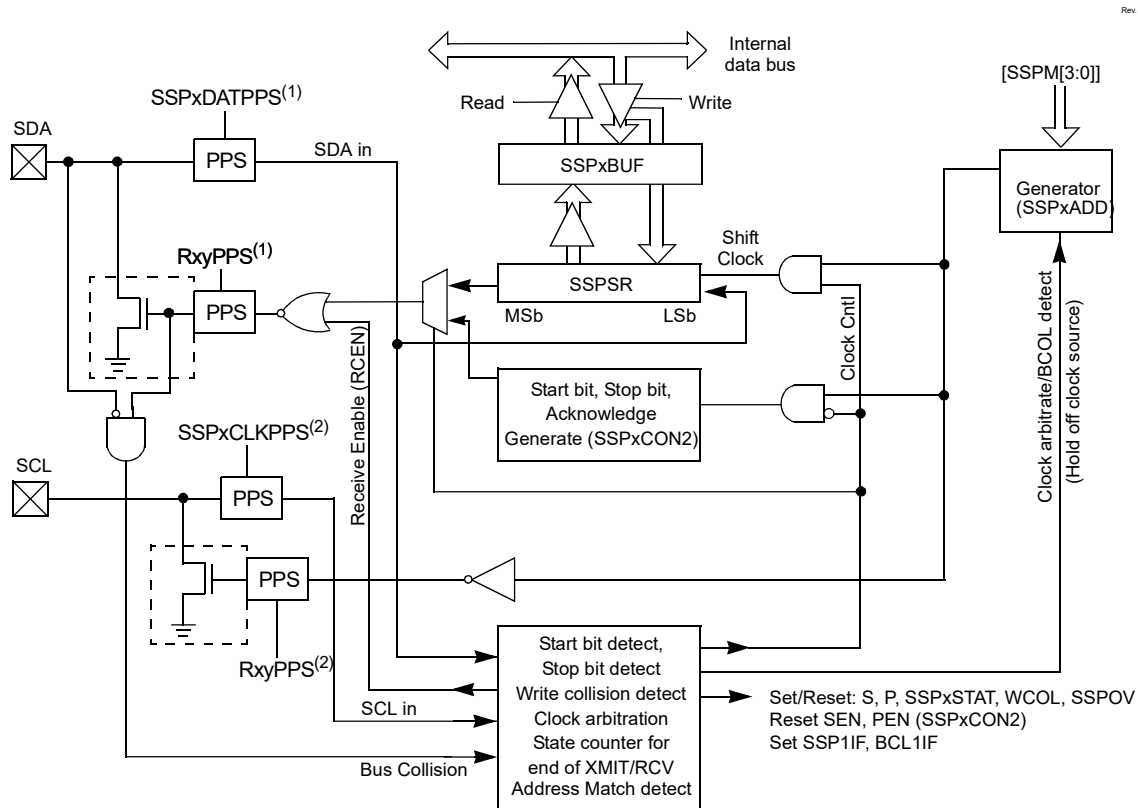 Rev.
Internal
data bus
[SSPM[3:0]]
Read
Write
SSPxDATPPS(1)
SDA
PPS
SDA in
SSPxBUF
Generator
(SSPxADD)
RxyPPS(1)
Shift
Clock
PPS
SSPSR
MSb
LSb
Receive Enable (RCEN)
Clock Cntl
Clock arbitrate/BCOL detect
(Hold off clock source)
Start bit, Stop bit,
Acknowledge
Generate (SSPxCON2)
SSPxCLKPPS(2)
SCL
PPS
PPS
RxyPPS(2)
SCL in
Bus Collision
Start bit detect,
Stop bit detect
Write collision detect
Clock arbitration
State counter for
end of XMIT/RCV
Address Match detect
Set/Reset: S, P, SSPxSTAT, WCOL, SSPOV
Reset SEN, PEN (SSPxCON2)
Set SSP1IF, BCL1IF